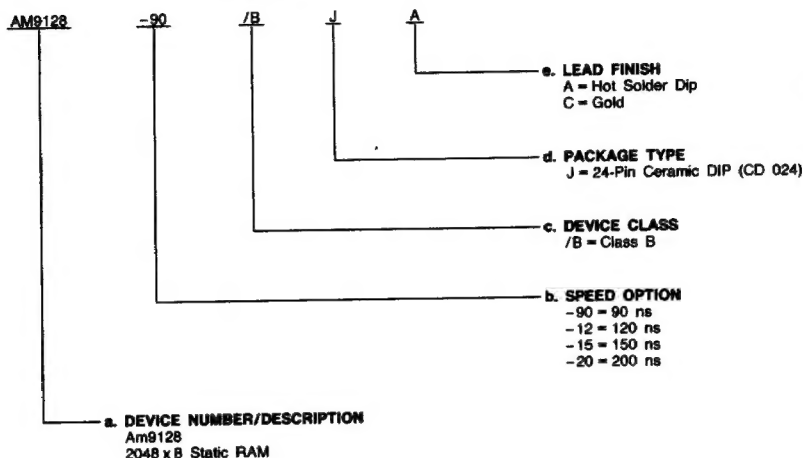 AM9128 -90 /B J A
e. LEAD FINISH
A = Hot Solder Dip
C = Gold
d. PACKAGE TYPE
J = 24-Pin Ceramic DIP (CD 024)
c. DEVICE CLASS
/B = Class B
b. SPEED OPTION
-90 = 90 ns
-12 = 120 ns
-15 = 150 ns
-20 = 200 ns
a. DEVICE NUMBER/DESCRIPTION
Am9128
2048 x 8 Static RAM